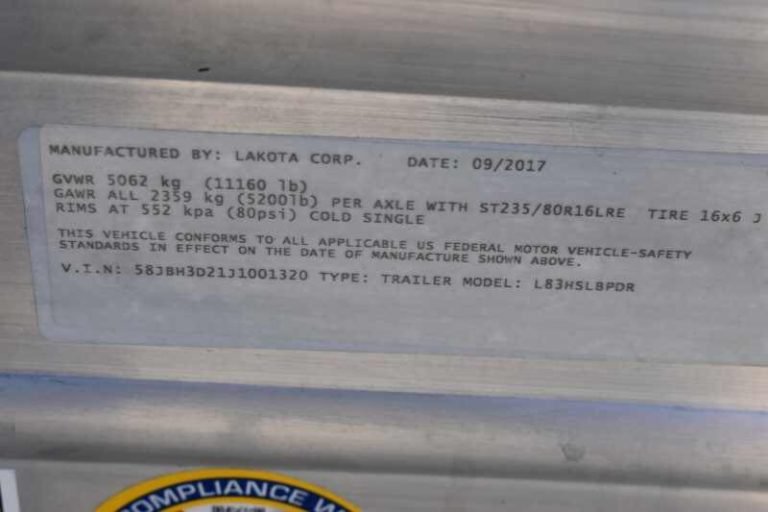 MANUFACTURED BY: LAKOTA CORP. DATE: 09/2017
GVWR 5062 kg (11160 lb)
GAWR ALL 2359 kg (5200lb) PER AXLE WITH ST235/80R16LRE TIRE 16x6 J
RIMS AT 552 kpa (80psi) COLD SINGLE
THIS VEHICLE CONFORMS TO ALL APPLICABLE US FEDERAL MOTOR VEHICLE-SAFETY
STANDARDS IN EFFECT ON THE DATE OF MANUFACTURE SHOWN ABOVE.
V.I.N: 58JBH3D21J1001320 TYPE: TRAILER MODEL: L83HSLBPDR
OMPLIANCE W